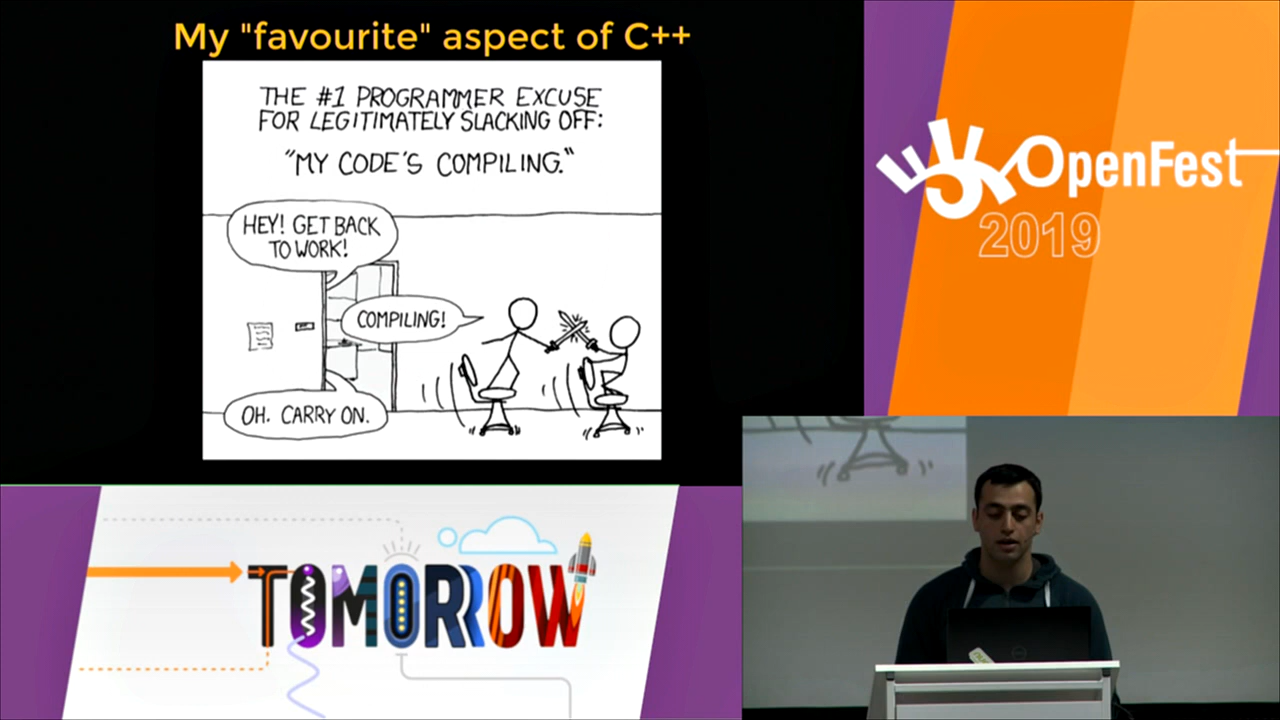 My "favourite" aspect of C++
THE #1 PROGRAMMER EXCUSE
FOR LEGITIMATELY SLACKING OFF:
"MY CODE'S COMPILING."
HEY! GET BACK
TO WORK!
COMPILING!
OH. CARRY ON.
OpenFest
2019
TOMORROW